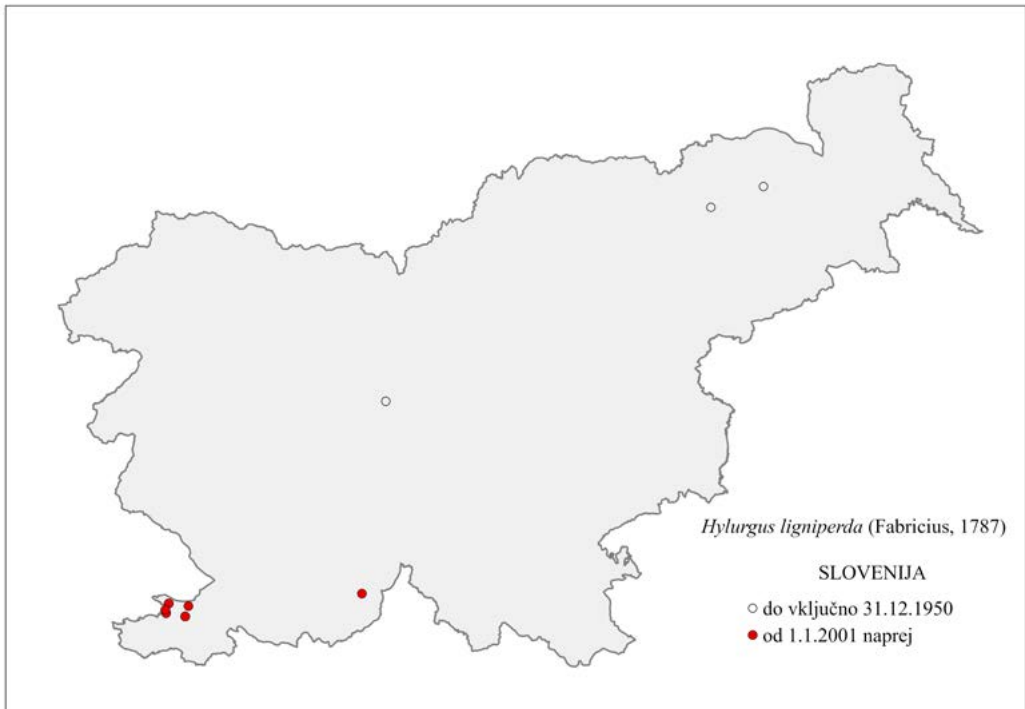 Hylurgus ligniperda (Fabricius, 1787)
SLOVENIJA
do vključno 31.12.1950
od 1.1.2001 naprej